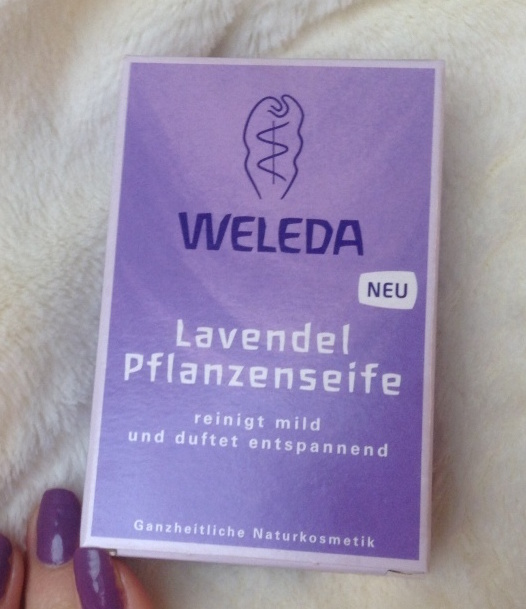 WELEDA
NEU
Lavendel
Pflanzenseife
reinigt mild
und duftet entspannend
Ganzheitliche Naturkosmetik